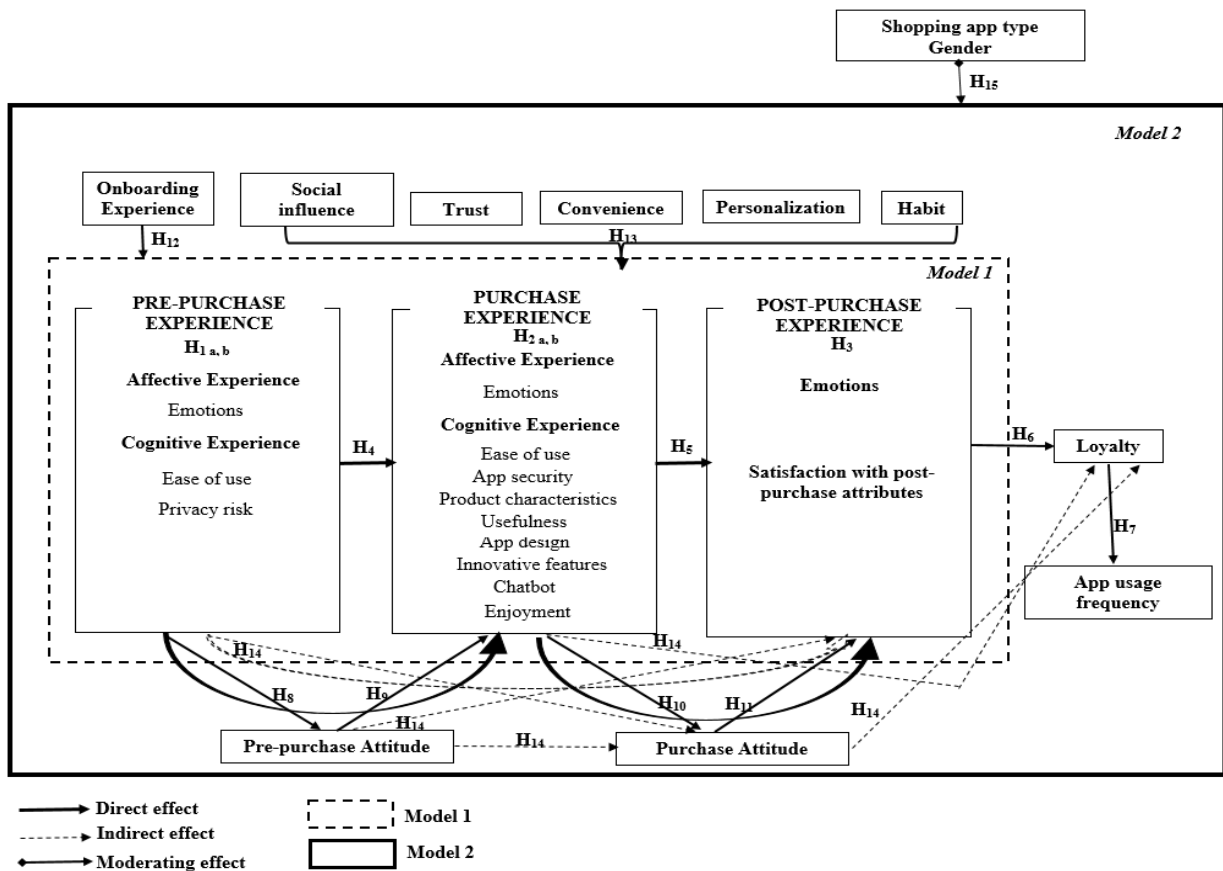 Shopping app type
Gender
H15
Model 2
Onboarding
Experience
Social
influence
Trust
Convenience
Personalization
Habit
H12
H13
Model 1
PRE-PURCHASE
EXPERIENCE
H1 a, b
Affective Experience
Emotions
Cognitive Experience
Ease of use
Privacy risk
H4
PURCHASE
EXPERIENCE
H2 a, b
Affective Experience
Emotions
Cognitive Experience
Ease of use
App security
Product characteristics
Usefulness
App design
Innovative features
Chatbot
Enjoyment
H5
POST-PURCHASE
EXPERIENCE
H3
Emotions
Satisfaction with post-
purchase attributes
H6
Loyalty
H7
App usage
frequency
H14
H14
H8
H9
H10
H11
H14
H14
H14
Pre-purchase Attitude
Purchase Attitude
Direct effect
Indirect effect
Moderating effect
Model 1
Model 2